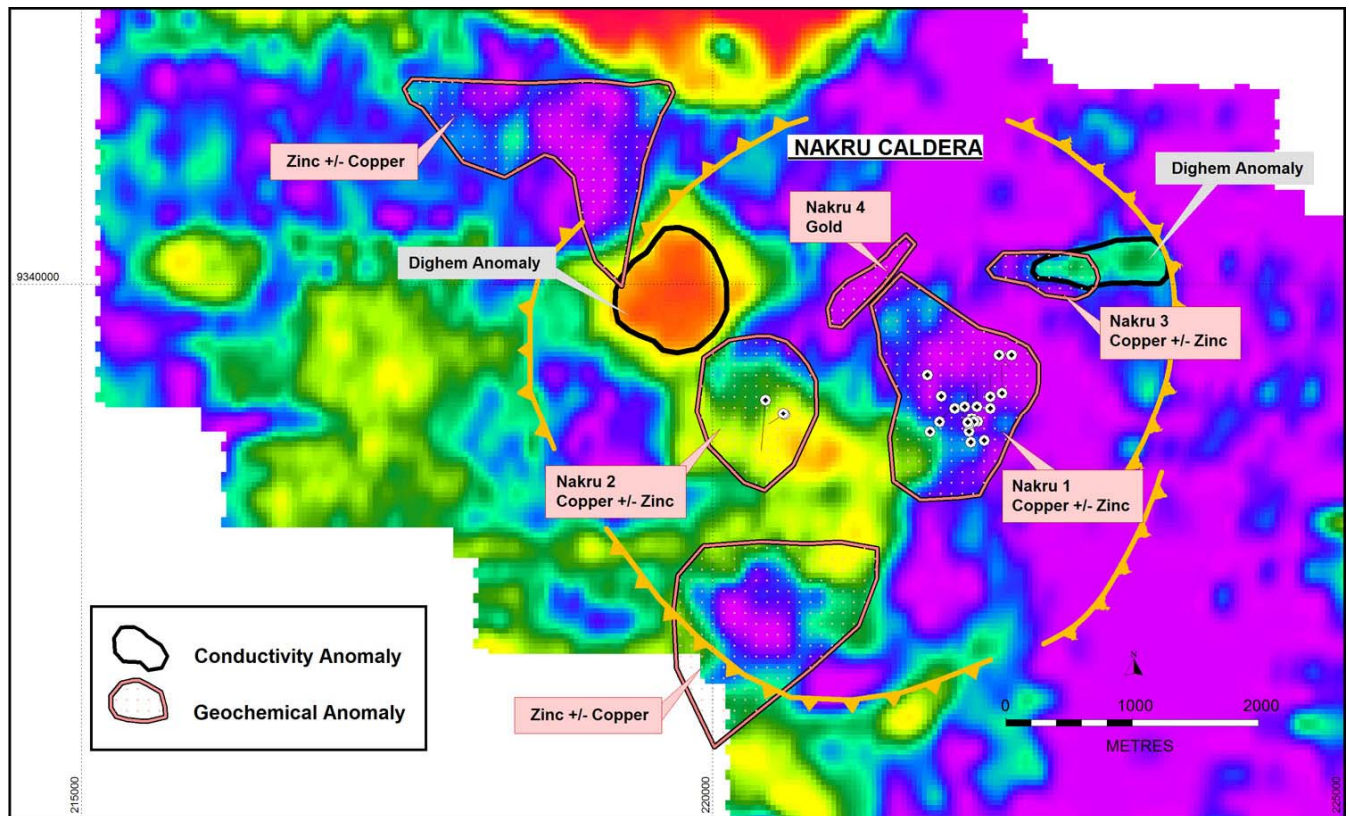 NAKRU CALDERA
Zinc +/- Copper
Dighem Anomaly
Nakru 4
Gold
Dighem Anomaly
9340000
Nakru 3
Copper +/- Zinc
Nakru 2
Copper +/- Zinc
Nakru 1
Copper +/- Zinc
Conductivity Anomaly
Geochemical Anomaly
Zinc +/- Copper
N
0
1000
2000
METRES
215000
220000
225000